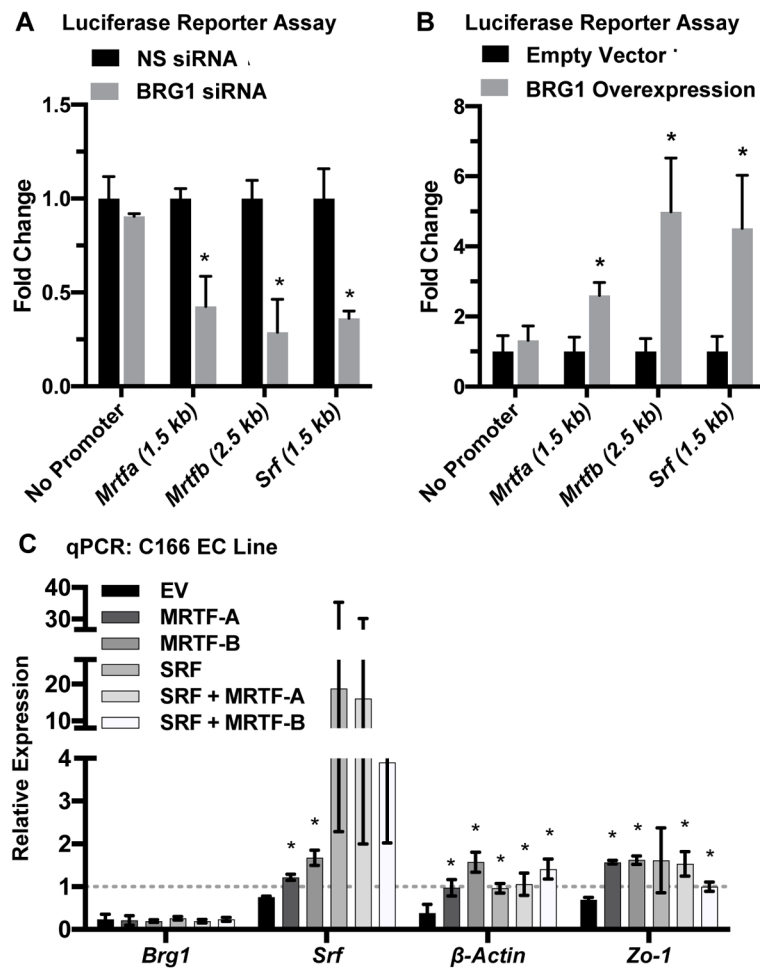 A Luciferase Reporter Assay
NS siRNA
BRG1 siRNA
Fold Change
1.5
1.0
0.5
0.0
No Promoter
Mrtfa (1.5 kb)
Mrtfb (2.5 kb)
Srf (1.5 kb)
* * *
B Luciferase Reporter Assay
Empty Vector
BRG1 Overexpression
Fold Change
8
6
4
2
0
No Promoter
Mrtfa (1.5 kb)
Mrtfb (2.5 kb)
Srf (1.5 kb)
* * *
C qPCR: C166 EC Line
EV
MRTF-A
MRTF-B
SRF
SRF + MRTF-A
SRF + MRTF-B
Relative Expression
40
30
20
10
4
3
2
1
0
* * * * * * * * * * *
Brg1 Srf β-Actin Zo-1